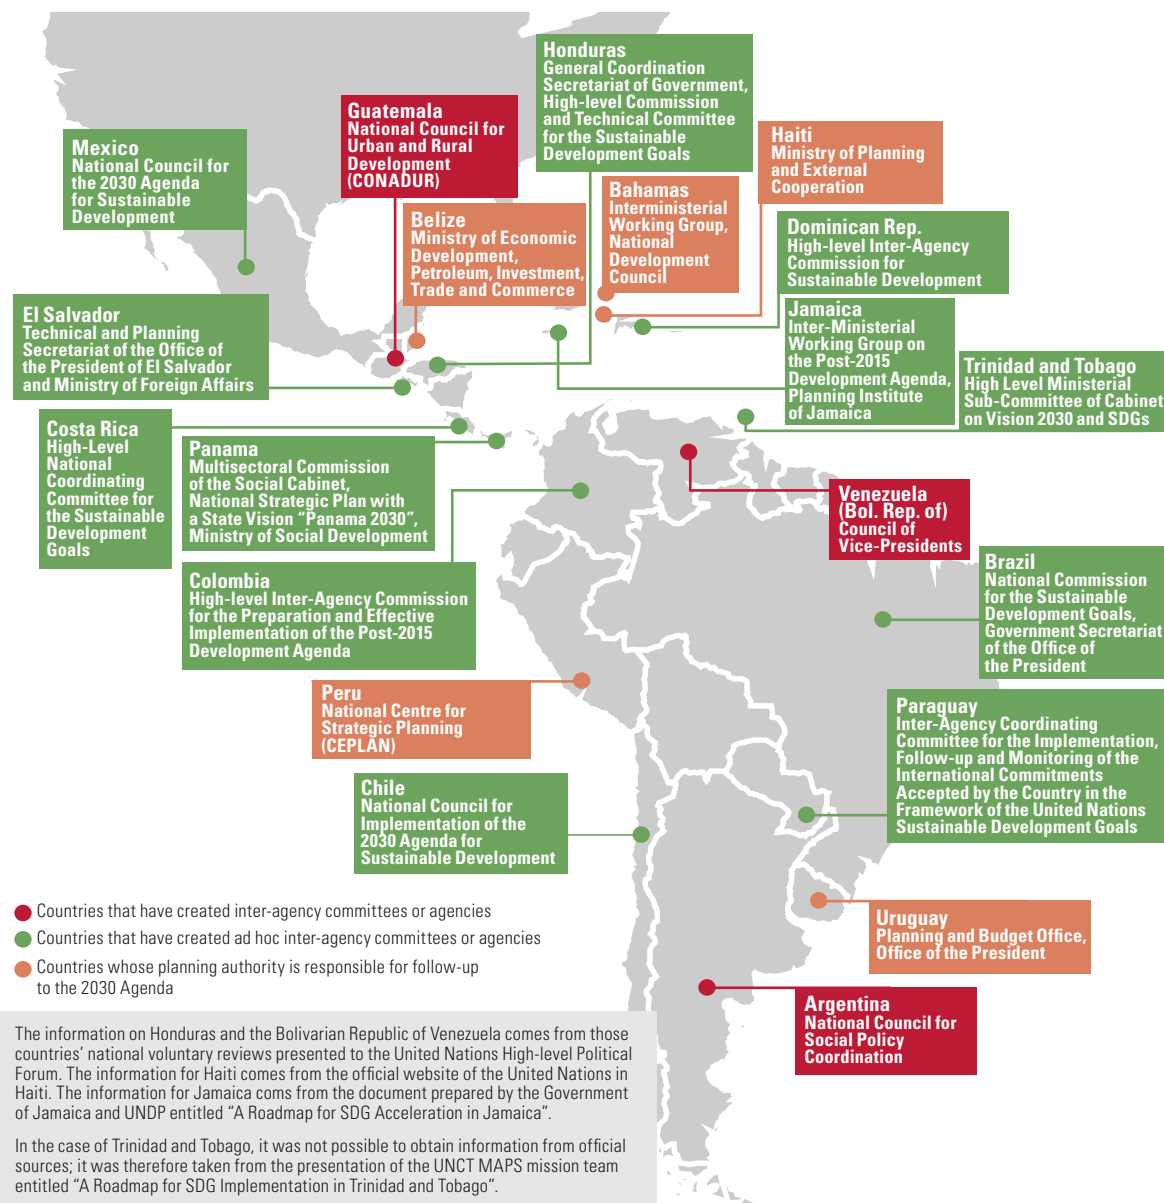 Honduras
General Coordination
Secretariat of Government,
High-level Commission
and Technical Committee
for the Sustainable
Development Goals
Guatemala
National Council for
Urban and Rural
Development
(CONADUR)
Haiti
Ministry of Planning
and External
Cooperation
Mexico
National Council for
the 2030 Agenda
for Sustainable
Development
Bahamas
Interministerial
Working Group,
National
Development
Council
Belize
Ministry of Economic
Development,
Petroleum, Investment,
Trade and Commerce
Dominican Rep.
High-level Inter-Agency
Commission for
Sustainable Development
El Salvador
Technical and Planning
Secretariat of the Office of
the President of El Salvador
and Ministry of Foreign Affairs
Jamaica
Inter-Ministerial
Working Group on
the Post-2015
Development Agenda,
Planning Institute
of Jamaica
Trinidad and Tobago
High Level Ministerial
Sub-Committee of Cabinet
on Vision 2030 and SDGs
Costa Rica
High-Level
National
Coordinating
Committee for
the Sustainable
Development
Goals
Panama
Multisectoral Commission
of the Social Cabinet,
National Strategic Plan with
a State Vision “Panama 2030”,
Ministry of Social Development
Venezuela
(Bol. Rep. of)
Council of
Vice-Presidents
Colombia
High-level Inter-Agency Commission
for the Preparation and Effective
Implementation of the Post-2015
Development Agenda
Brazil
National Commission
for the Sustainable
Development Goals,
Government Secretariat
of the Office of
the President
Peru
National Centre for
Strategic Planning
(CEPLAN)
Paraguay
Inter-Agency Coordinating
Committee for the Implementation,
Follow-up and Monitoring of the
International Commitments
Accepted by the Country in the
Framework of the United Nations
Sustainable Development Goals
Chile
National Council for
Implementation of the
2030 Agenda for
Sustainable Development
Countries that have created inter-agency committees or agencies
Countries that have created ad hoc inter-agency committees or agencies
Countries whose planning authority is responsible for follow-up
to the 2030 Agenda
Uruguay
Planning and Budget Office,
Office of the President
Argentina
National Council for
Social Policy
Coordination
The information on Honduras and the Bolivarian Republic of Venezuela comes from those
countries’ national voluntary reviews presented to the United Nations High-level Political
Forum. The information for Haiti comes from the official website of the United Nations in
Haiti. The information for Jamaica coms from the document prepared by the Government
of Jamaica and UNDP entitled “A Roadmap for SDG Acceleration in Jamaica”.
In the case of Trinidad and Tobago, it was not possible to obtain information from official
sources; it was therefore taken from the presentation of the UNCT MAPS mission team
entitled “A Roadmap for SDG Implementation in Trinidad and Tobago”.